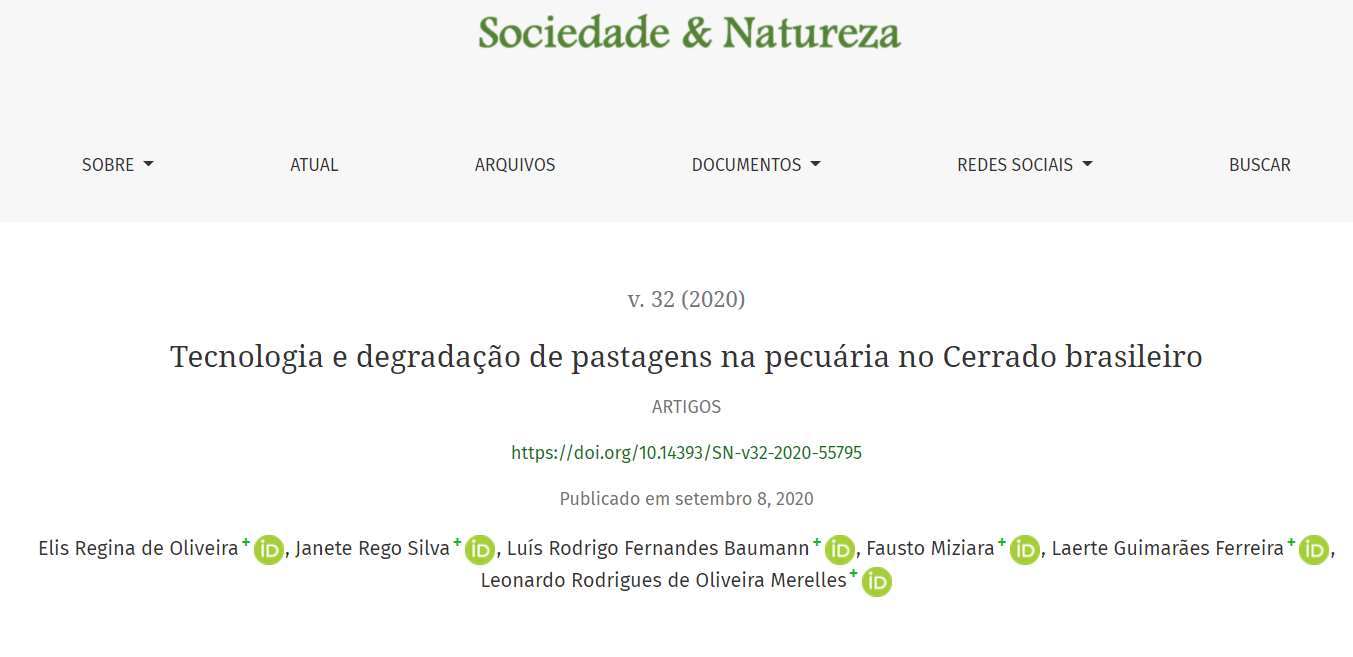 Sociedade & Natureza
SOBRE ATUAL ARQUIVOS DOCUMENTOS REDES SOCIAIS BUSCAR
v. 32 (2020)
Tecnologia e degradação de pastagens na pecuária no Cerrado brasileiro
ARTIGOS
https://doi.org/10.14393/SN-v32-2020-55795
Publicado em setembro 8, 2020
Elis Regina de Oliveira+ iD, Janete Rego Silva+ iD, Luís Rodrigo Fernandes Baumann+ iD, Fausto Miziara+ iD, Laerte Guimarães Ferreira+ iD,
Leonardo Rodrigues de Oliveira Merelles+ iD